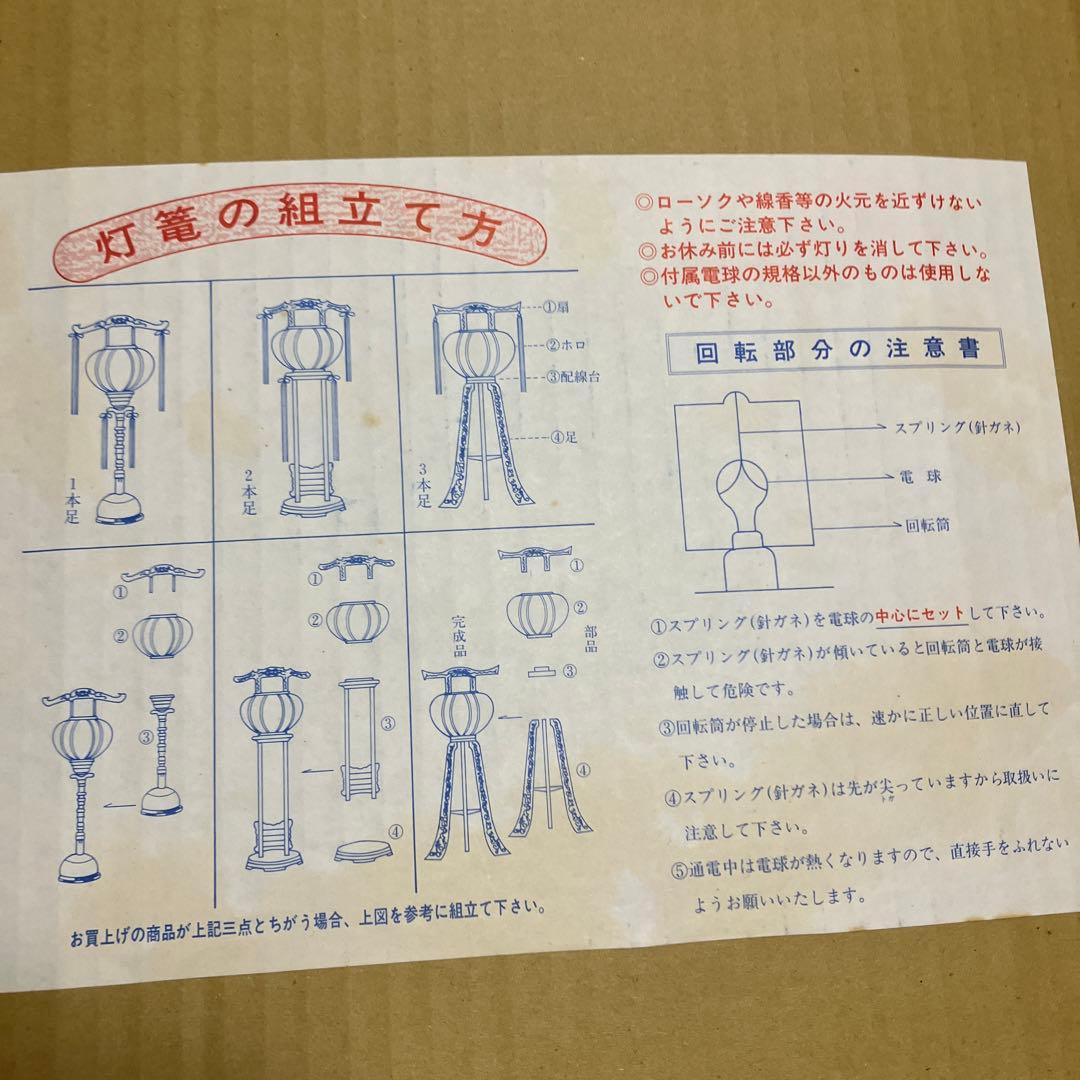 灯篭の組立て方
①扇
②ホロ
③配線台
④足
1本足
2本足
3本足
①
②
③
①
②
③
④
完成品
部品
①
②
③
④
お買上げの商品が上記三点とちがう場合、上図を参考に組立て下さい。
◎ローソクや線香等の火元を近ずけない
ようにご注意下さい。
◎お休み前には必ず灯りを消して下さい。
◎付属電球の規格以外のものは使用しな
いで下さい。
回転部分の注意書
スプリング(針ガネ)
電球
回転筒
①スプリング(針ガネ)を電球の中心にセットして下さい。
②スプリング(針ガネ)が傾いていると回転筒と電球が接
触して危険です。
③回転筒が停止した場合は、速かに正しい位置に直して
下さい。
④スプリング(針ガネ)は先が尖っていますから取扱いに
トガ
注意して下さい。
⑤通電中は電球が熱くなりますので、直接手をふれない
ようお願いいたします。